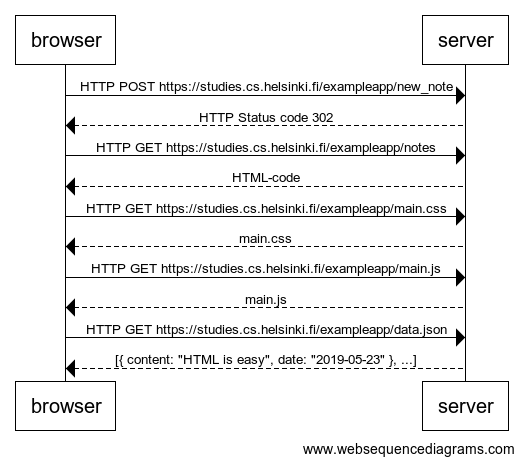 browser server
HTTP POST https://studies.cs.helsinki.fi/exampleapp/new_note
HTTP Status code 302
HTTP GET https://studies.cs.helsinki.fi/exampleapp/notes
HTML-code
HTTP GET https://studies.cs.helsinki.fi/exampleapp/main.css
main.css
HTTP GET https://studies.cs.helsinki.fi/exampleapp/main.js
main.js
HTTP GET https://studies.cs.helsinki.fi/exampleapp/data.json
[{ content: "HTML is easy", date: "2019-05-23" }, ...]
browser server
www.websequencediagrams.com